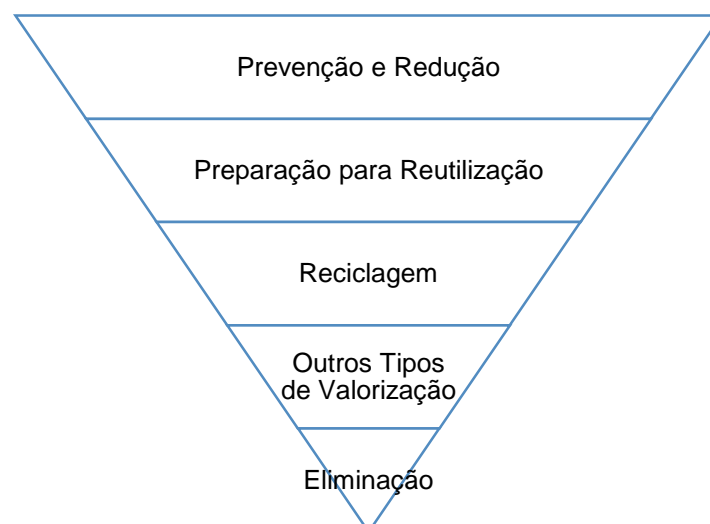 Prevenção e Redução
Preparação para Reutilização
Reciclagem
Outros Tipos
de Valorização
Eliminação